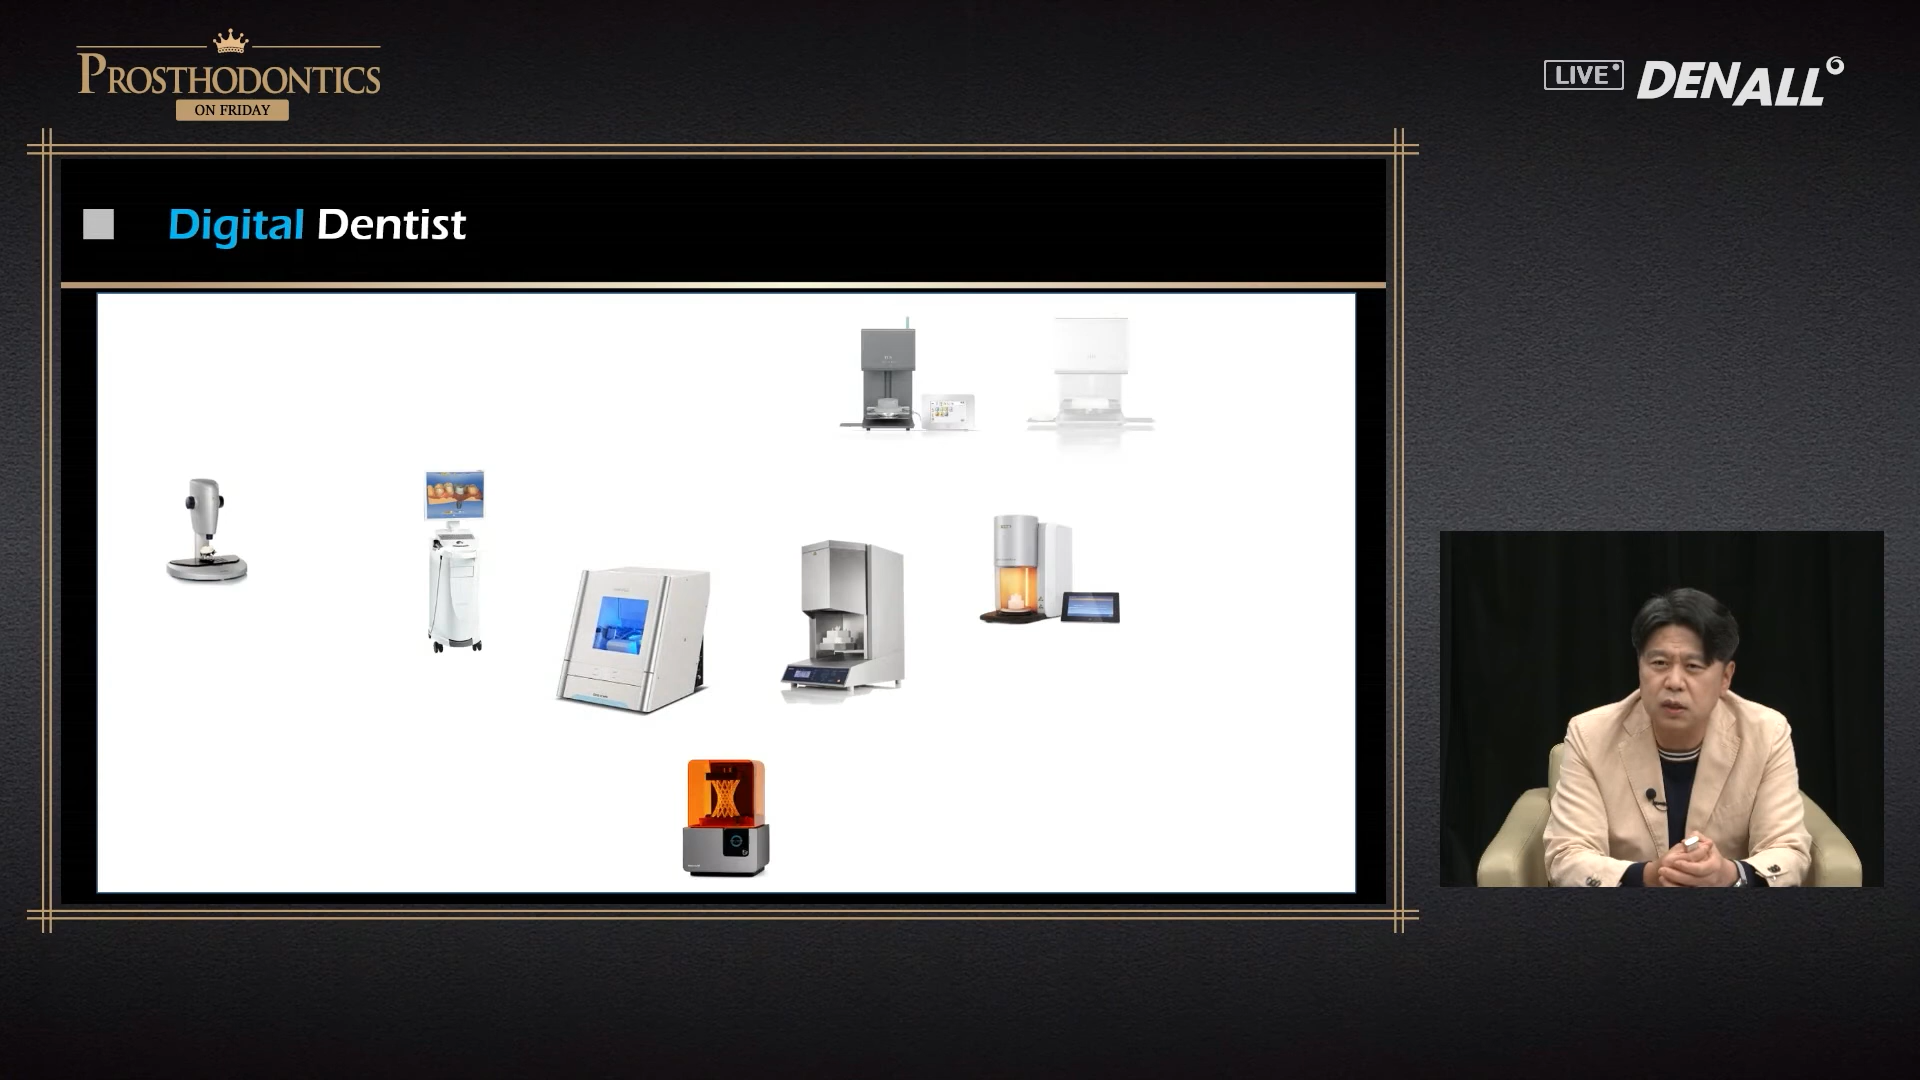 PROSTHODONTICS
ON FRIDAY
LIVE
DENALL
Digital Dentist